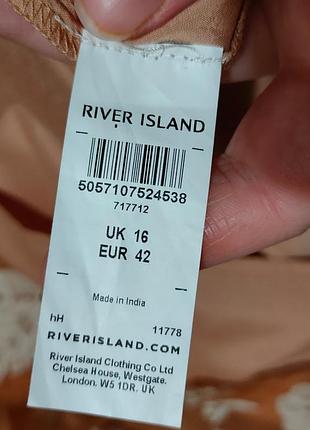 RIVER ISLAND
5057107524538
717712
UK 16
EUR 42
Made in India
hH 11778
RIVERISLAND.COM
River Island Clothing Co Ltd
Chelsea House, Westgate.
London. W5 1DR. UK